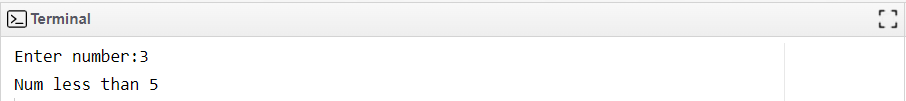 Terminal
Enter number:3
Num less than 5